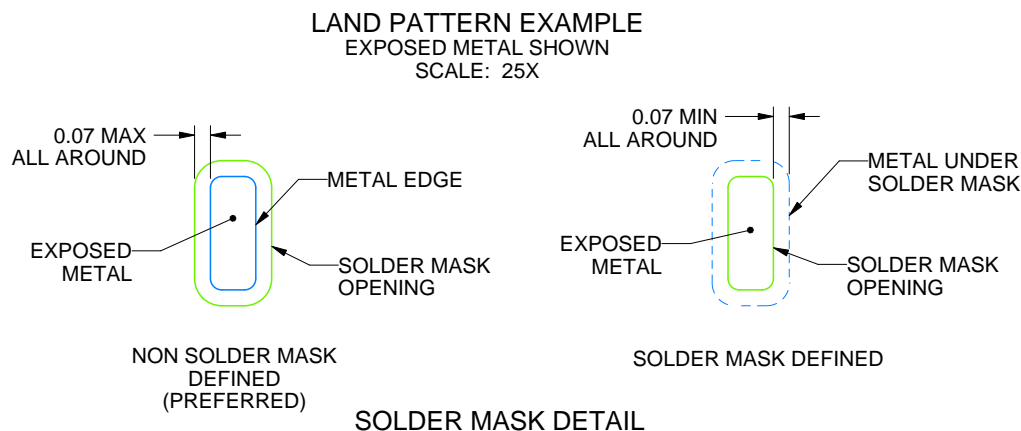 LAND PATTERN EXAMPLE
EXPOSED METAL SHOWN
SCALE: 25X
0.07 MAX
ALL AROUND
METAL EDGE
EXPOSED
METAL
SOLDER MASK
OPENING
NON SOLDER MASK
DEFINED
(PREFERRED)
0.07 MIN
ALL AROUND
METAL UNDER
SOLDER MASK
EXPOSED
METAL
SOLDER MASK
OPENING
SOLDER MASK DEFINED
SOLDER MASK DETAIL